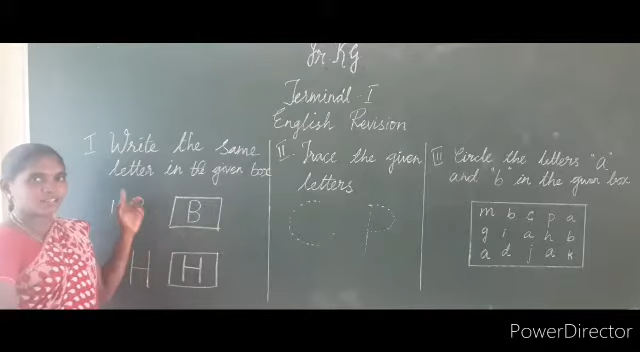 Jr. KG
Terminal - I
English Revision
I Write the same
letter in the given box
B
H H
II. Trace the given
letters
C P
III Circle the letters "a"
and "b" in the given box
m b s p a
g i a h b
a d j a k
PowerDirector